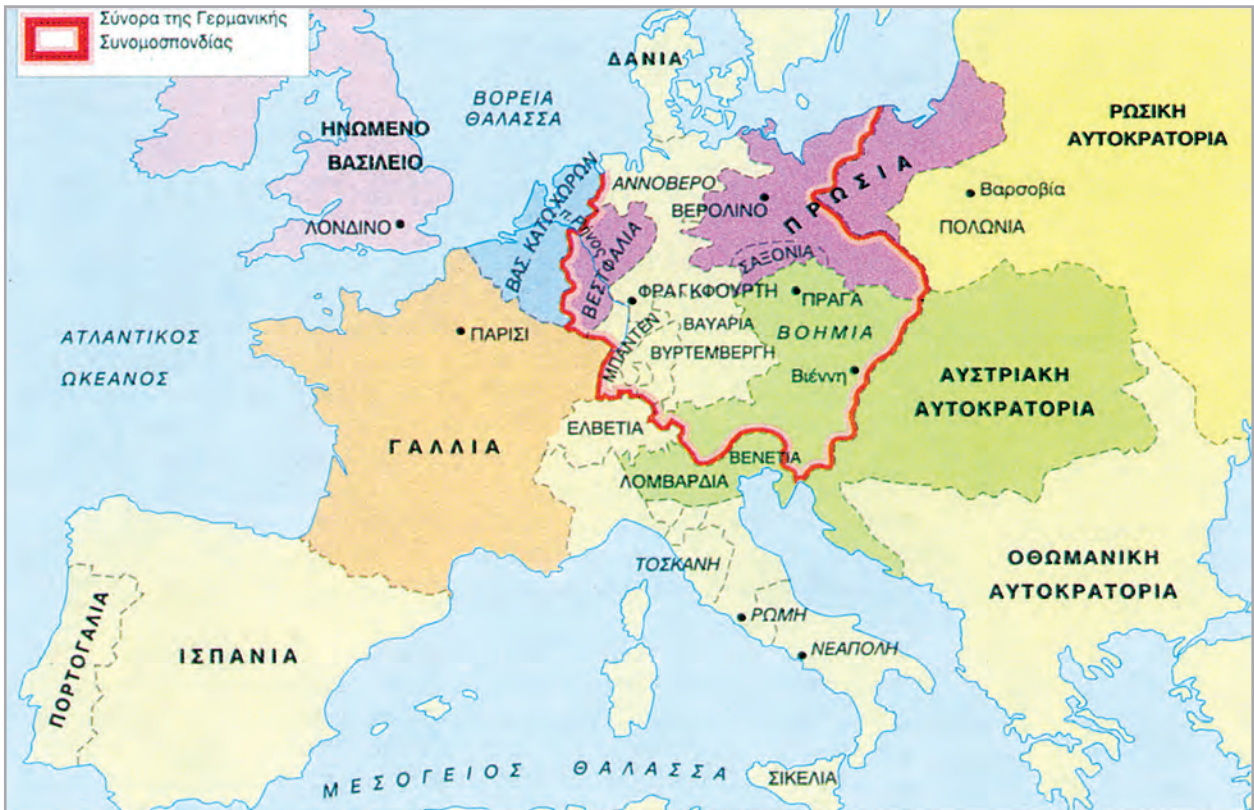 Σύνορα της Γερμανικής
Συνομοσπονδίας
ΔΑΝΙΑ
ΒΟΡΕΙΑ
ΘΑΛΑΣΣΑ
ΗΝΩΜΕΝΟ
ΒΑΣΙΛΕΙΟ
ΛΟΝΔΙΝΟ
ΡΩΣΙΚΗ
ΑΥΤΟΚΡΑΤΟΡΙΑ
Βαρσοβία
ΠΟΛΩΝΙΑ
ΑΝΝΟΒΕΡΟ
ΒΕΡΟΛΙΝΟ
ΠΡΩΣΙΑ
ΒΑΣ. ΚΑΤΩ ΧΩΡΩΝ
π. Ρήνος
ΒΕΣΤΦΑΛΙΑ
ΣΑΞΟΝΙΑ
ΦΡΑΓΚΦΟΥΡΤΗ
ΠΡΑΓΑ
ΒΟΗΜΙΑ
ΒΑΥΑΡΙΑ
ΒΥΡΤΕΜΒΕΡΓΗ
ΜΠΑΝΤΕΝ
Βιέννη
ΑΤΛΑΝΤΙΚΟΣ
ΩΚΕΑΝΟΣ
ΠΑΡΙΣΙ
ΓΑΛΛΙΑ
ΕΛΒΕΤΙΑ
ΑΥΣΤΡΙΑΚΗ
ΑΥΤΟΚΡΑΤΟΡΙΑ
ΒΕΝΕΤΙΑ
ΛΟΜΒΑΡΔΙΑ
ΤΟΣΚΑΝΗ
ΡΩΜΗ
ΝΕΑΠΟΛΗ
ΟΘΩΜΑΝΙΚΗ
ΑΥΤΟΚΡΑΤΟΡΙΑ
ΠΟΡΤΟΓΑΛΙΑ
ΙΣΠΑΝΙΑ
ΜΕΣΟΓΕΙΟΣ ΘΑΛΑΣΣΑ
ΣΙΚΕΛΙΑ